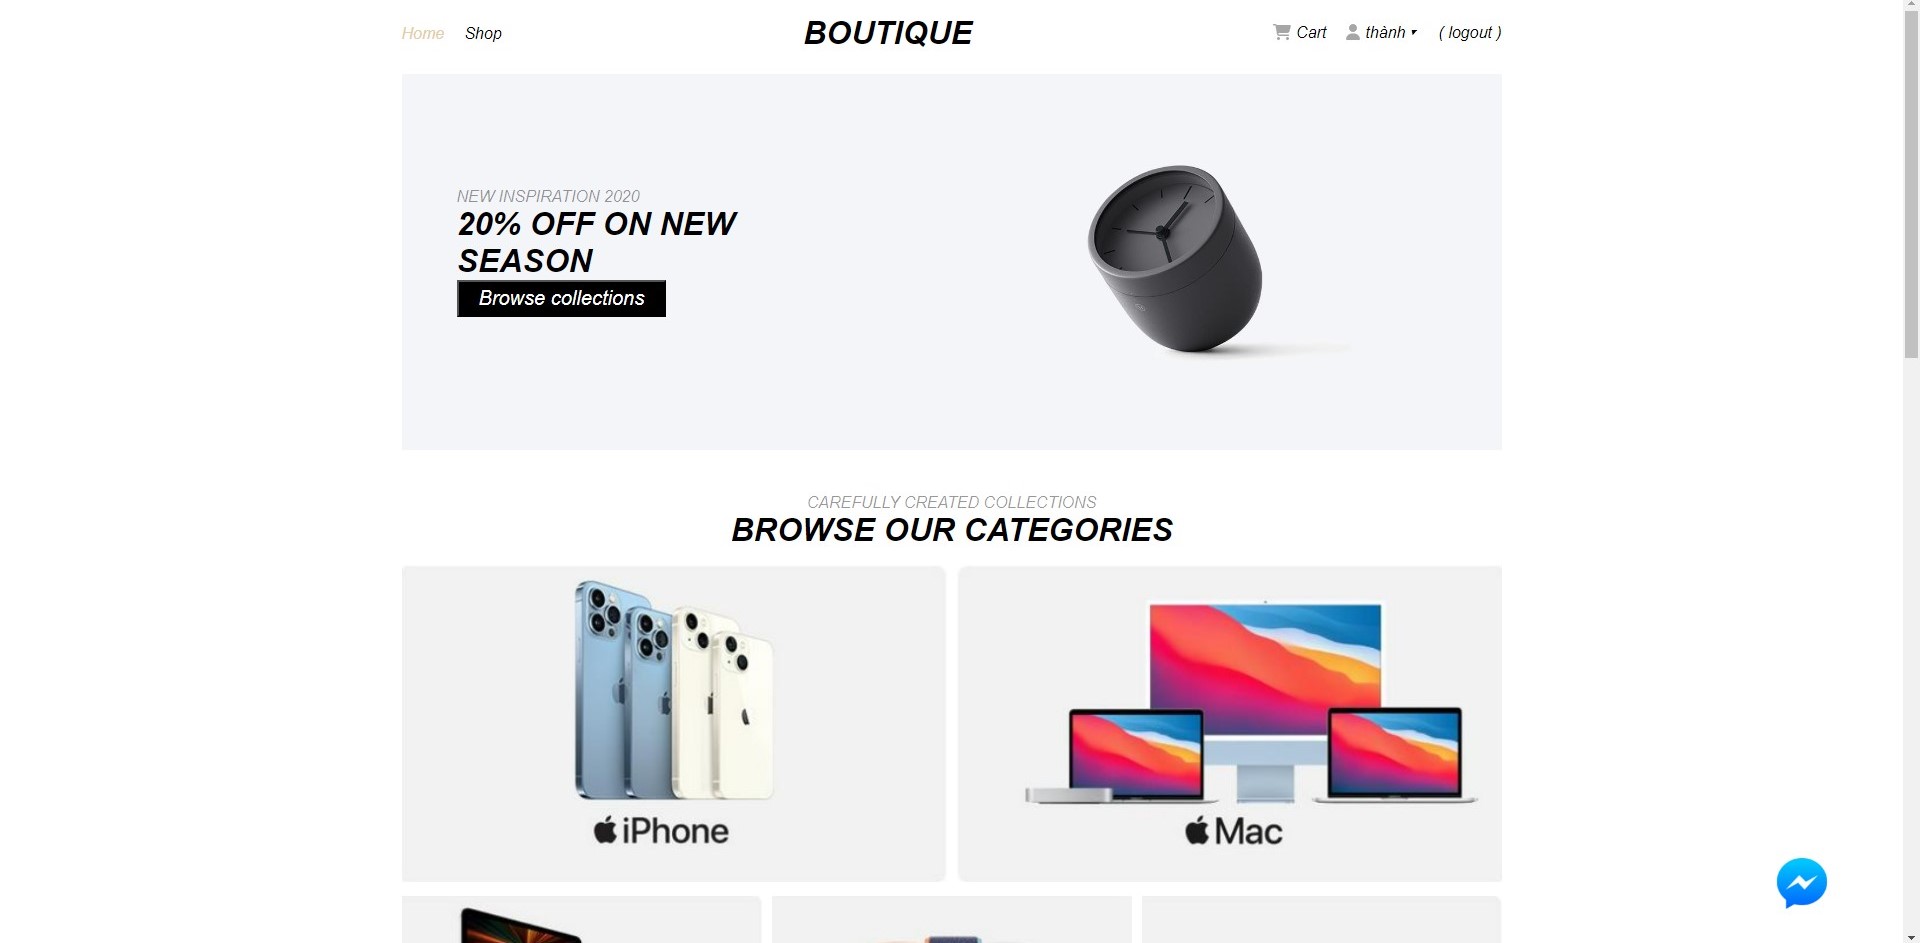 Home Shop BOUTIQUE Cart thành ▾ ( logout )
NEW INSPIRATION 2020
20% OFF ON NEW
SEASON
Browse collections
CAREFULLY CREATED COLLECTIONS
BROWSE OUR CATEGORIES
iPhone
Mac